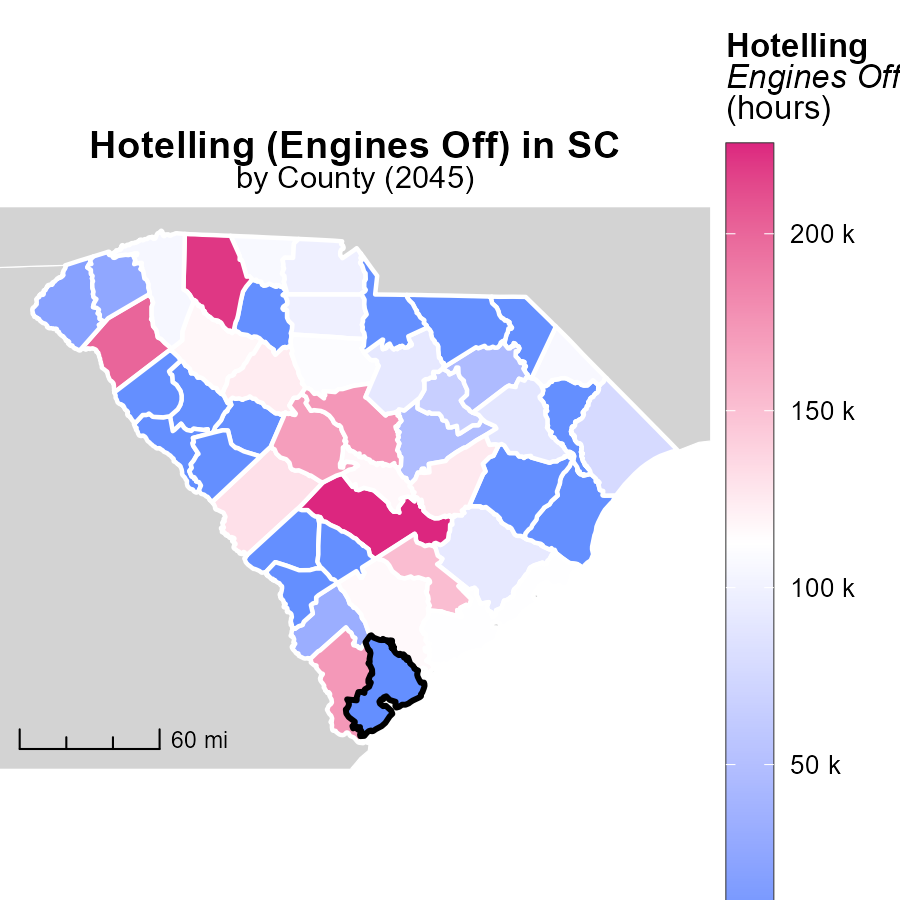 Hotelling (Engines Off) in SC
by County (2045)
Hotelling
Engines Off
(hours)
200 k
150 k
100 k
50 k
60 mi